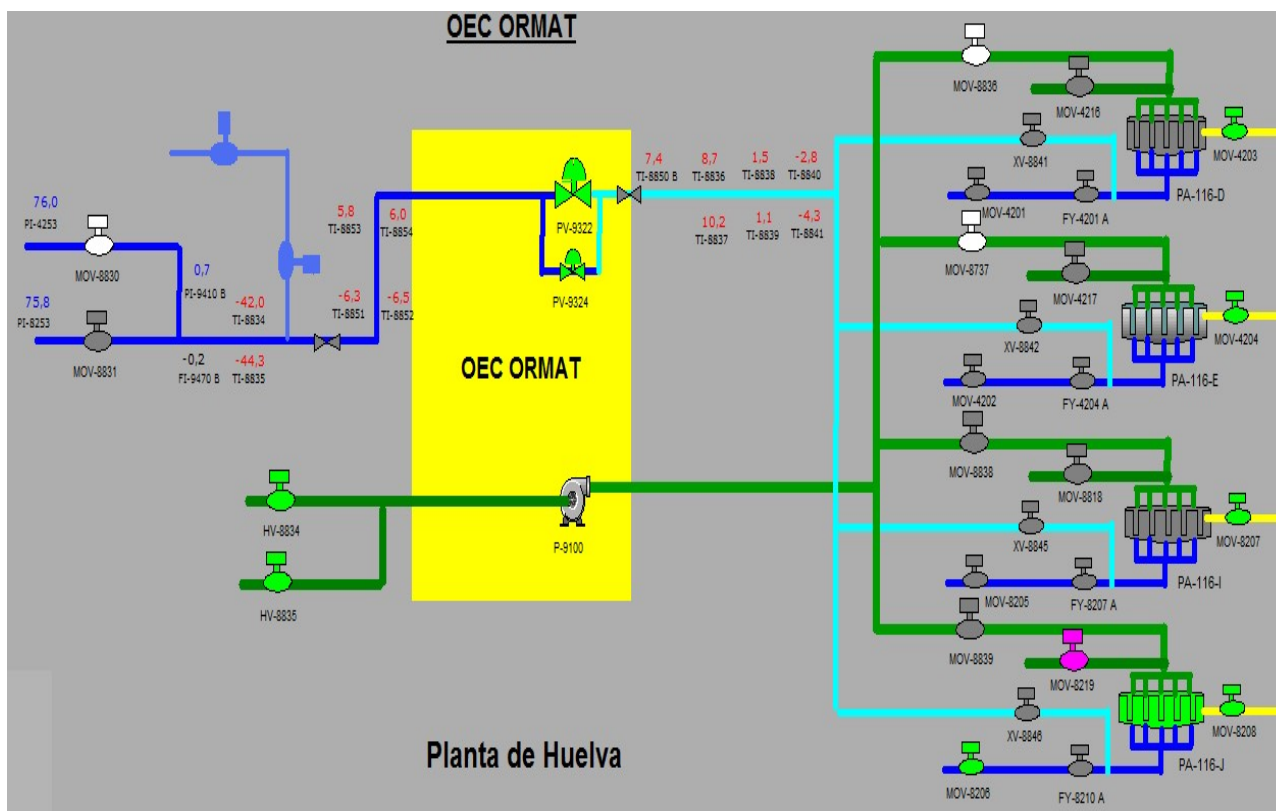 OEC ORMAT
MOV-8836
MOV-4216
MOV-4203
XV-8841
PA-116-D
MOV-4201
FY-4201 A
7,4
TI-8850 B
8,7
TI-8836
1,5
TI-8838
-2,8
TI-8840
10,2
TI-8837
1,1
TI-8839
-4,3
TI-8841
76,0
PI-4253
MOV-8830
5,8
TI-8853
6,0
TI-8854
PV-9322
PV-9324
0,7
PI-9410 B
-42,0
TI-8834
-6,3
TI-8851
-6,5
TI-8852
75,8
PI-8253
MOV-8831
-0,2
FI-9470 B
-44,3
TI-8835
OEC ORMAT
MOV-8737
MOV-4217
MOV-4204
XV-8842
PA-116-E
MOV-4202
FY-4204 A
MOV-8838
MOV-8818
MOV-8207
XV-8845
PA-116-I
MOV-8205
FY-8207 A
HV-8834
P-9100
HV-8835
MOV-8839
MOV-8219
MOV-8208
XV-8846
PA-116-J
MOV-8206
FY-8210 A
Planta de Huelva